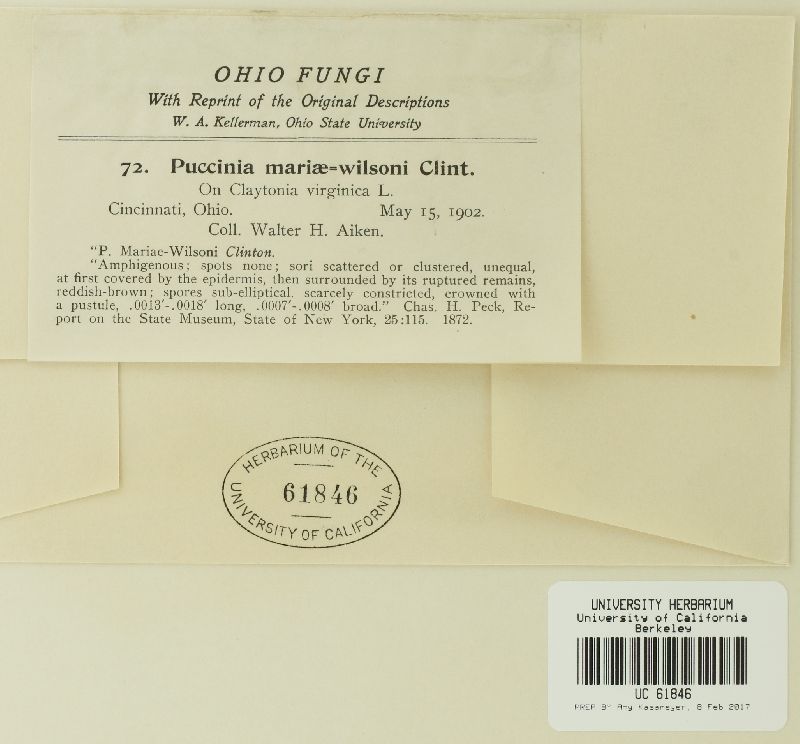 OHIO FUNGI
With Reprint of the Original Descriptions
W. A. Kellerman, Ohio State University
72. Puccinia mariæ=wilsoni Clint.
On Claytonia virginica L.
Cincinnati, Ohio. May 15, 1902.
Coll. Walter H. Aiken.
"P. Mariae-Wilsoni Clinton.
"Amphigenous; spots none; sori scattered or clustered, unequal,
at first covered by the epidermis, then surrounded by its ruptured remains,
reddish-brown; spores sub-elliptical, scarcely constricted, crowned with
a pustule, .0013'-.0018' long, .0007'-.0008' broad." Chas. H. Peck, Re-
port on the State Museum, State of New York, 25:115. 1872.
HERBARIUM OF THE
61846
UNIVERSITY OF CALIFORNIA
UNIVERSITY HERBARIUM
University of California
Berkeley
UC 61846
PREP BY Amy Kasameyer, 8 Feb 2017